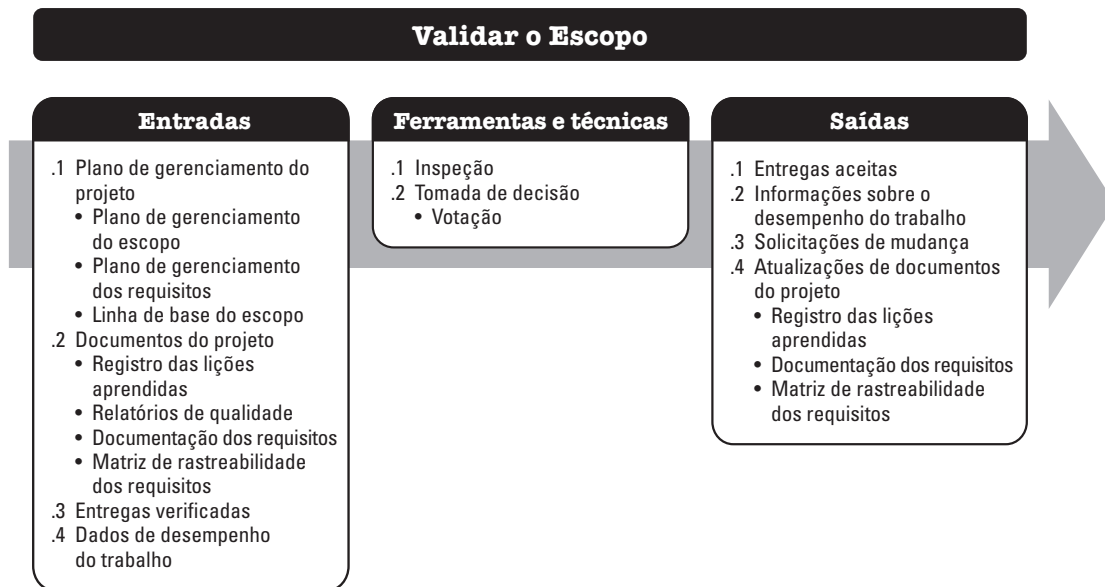 Validar o Escopo
Entradas
.1 Plano de gerenciamento do
projeto
• Plano de gerenciamento
do escopo
• Plano de gerenciamento
dos requisitos
• Linha de base do escopo
.2 Documentos do projeto
• Registro das lições
aprendidas
• Relatórios de qualidade
• Documentação dos requisitos
• Matriz de rastreabilidade
dos requisitos
.3 Entregas verificadas
.4 Dados de desempenho
do trabalho
Ferramentas e técnicas
.1 Inspeção
.2 Tomada de decisão
• Votação
Saídas
.1 Entregas aceitas
.2 Informações sobre o
desempenho do trabalho
.3 Solicitações de mudança
.4 Atualizações de documentos
do projeto
• Registro das lições
aprendidas
• Documentação dos requisitos
• Matriz de rastreabilidade
dos requisitos